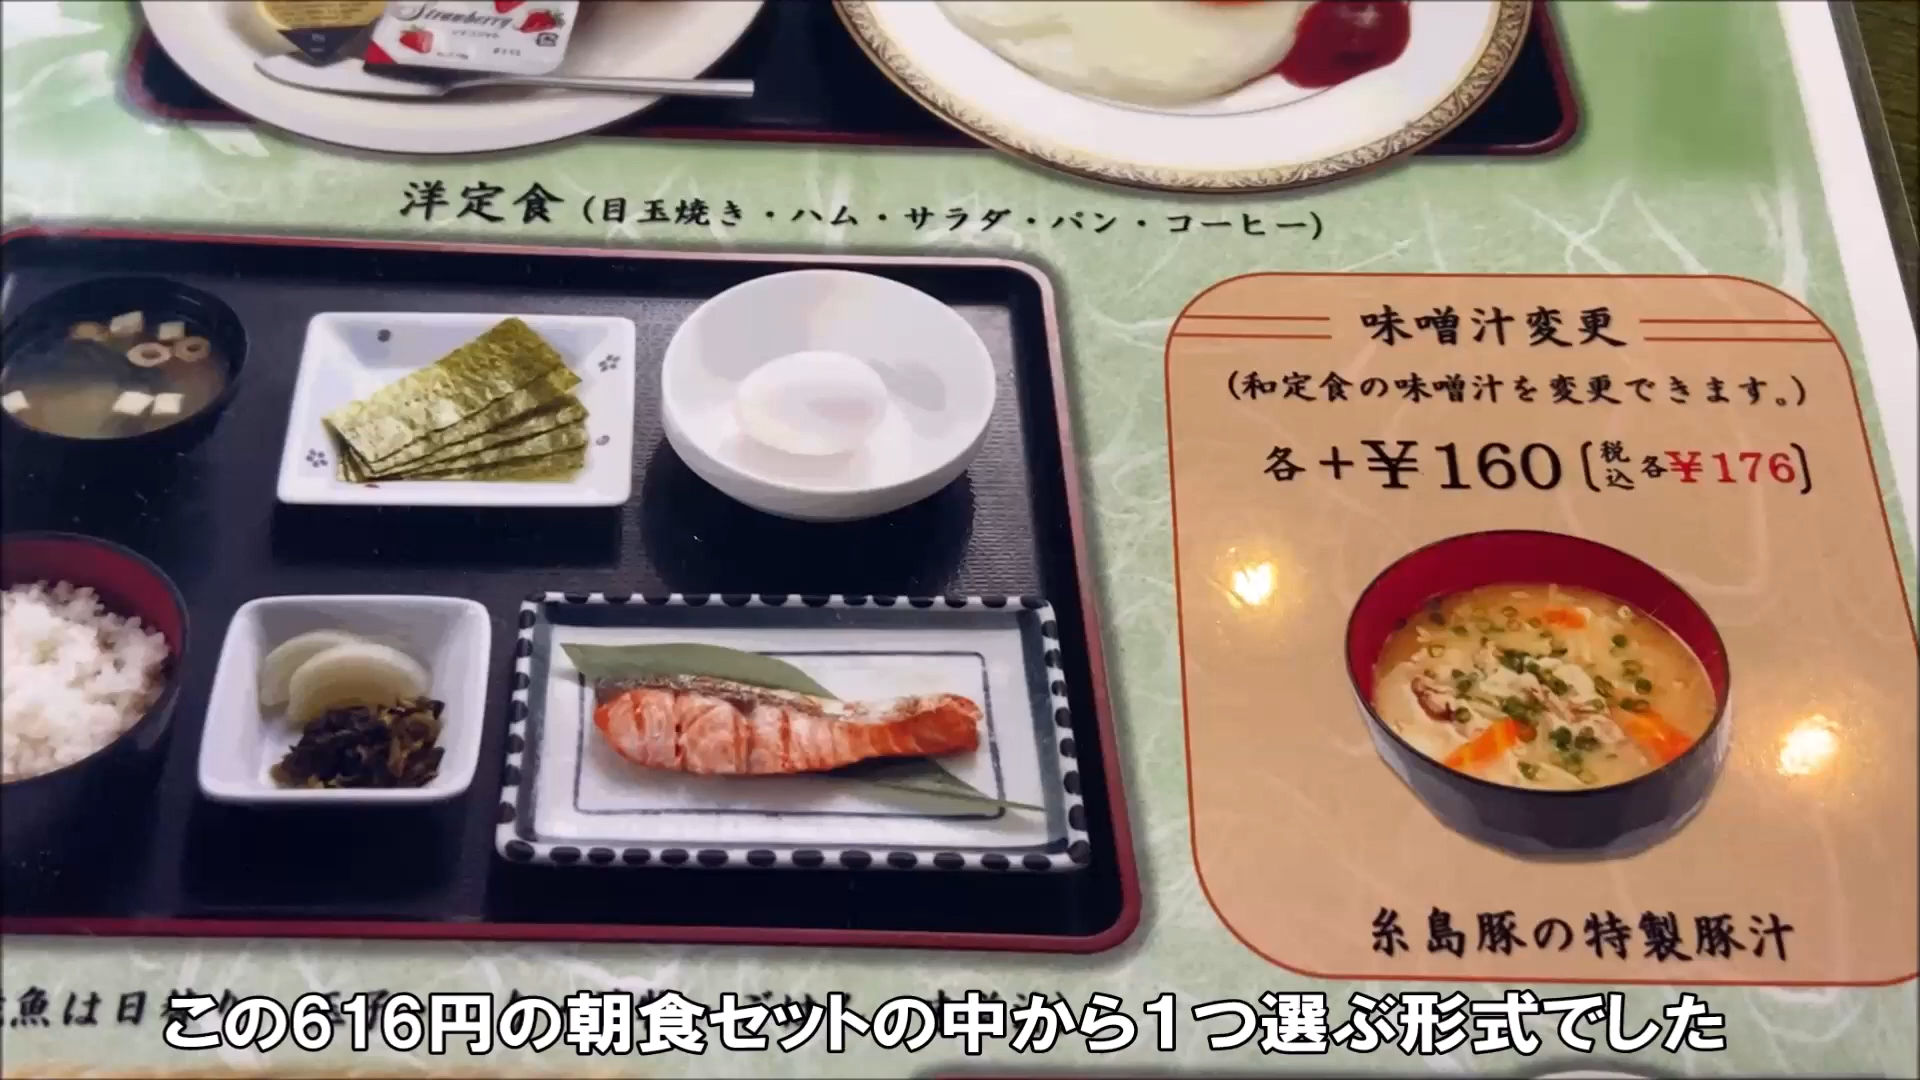 Strawberry
洋定食 (目玉焼き・ハム・サラダ・パン・コーヒー)
味噌汁変更
(和定食の味噌汁を変更できます。)
各+¥160 [税込各¥176]
糸島豚の特製豚汁
魚は日替
この616円の朝食セットの中から1つ選ぶ形式でした